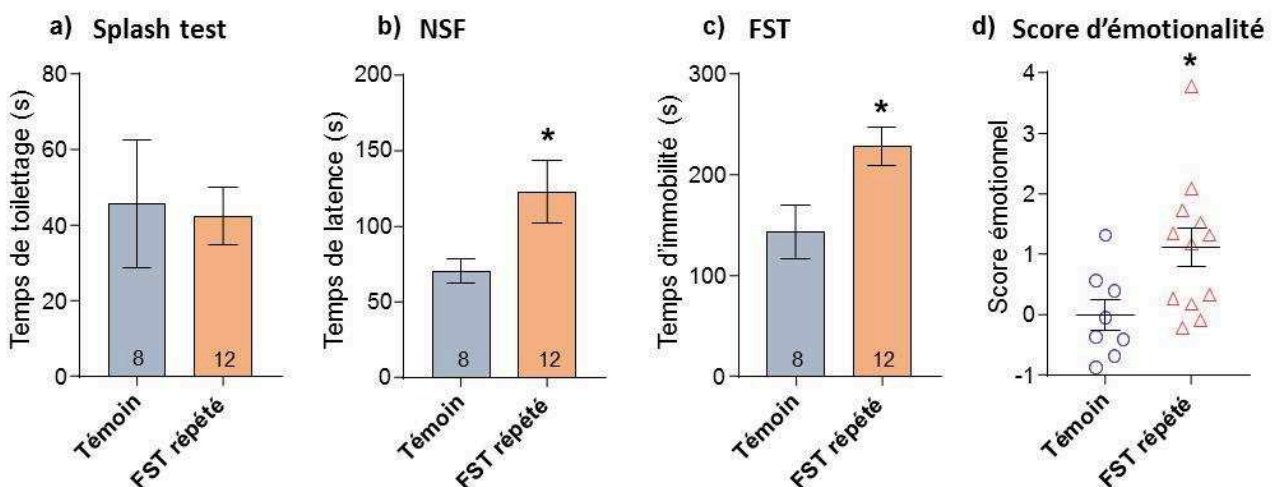 a) Splash test
Temps de toilettage (s)
80
60
40
20
0
8
12
Témoin
FST répété
b) NSF
Temps de latence (s)
200
150
100
50
0
*
8
12
Témoin
FST répété
c) FST
Temps d'immobilité (s)
300
200
100
0
*
8
12
Témoin
FST répété
d) Score d'émotionalité
Score émotionnel
4
3
2
1
0
-1
*
Témoin
FST répété